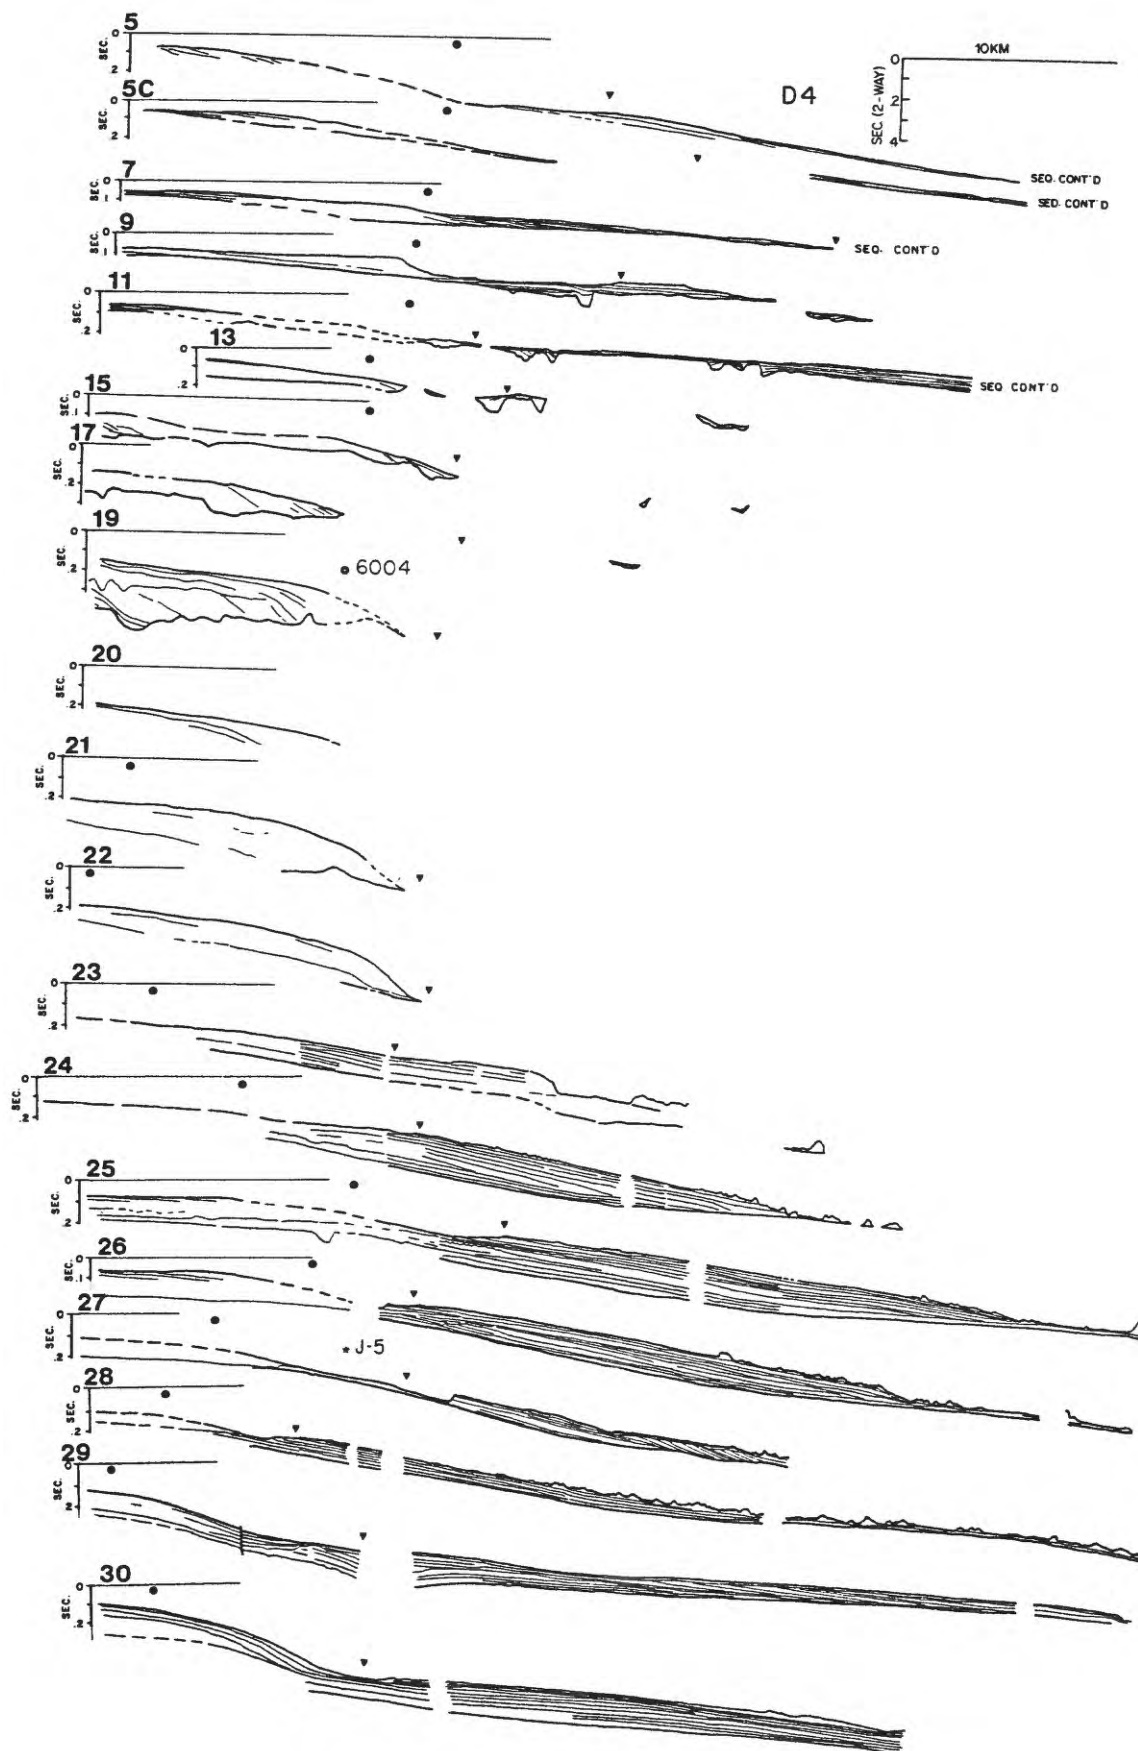 5
SEC.
0
2
10KM
SEC. (2-WAY)
0
2
4
D4
5C
SEC.
0
.2
SEQ. CONT'D
SED. CONT'D
7
SEC.
0
.1
SEQ. CONT'D
9
SEC.
0
.1
11
SEC.
0
.2
13
SEC.
0
.2
SEQ CONT'D
15
SEC.
0
.1
17
SEC.
0
.2
19
SEC.
0
.2
6004
20
SEC.
0
.2
21
SEC.
0
.2
22
SEC.
0
.2
23
SEC.
0
.2
24
SEC.
0
.2
25
SEC.
0
.2
26
SEC.
0
.1
27
SEC.
0
.2
J-5
28
SEC.
0
.2
29
SEC.
0
2
30
SEC.
0
.2